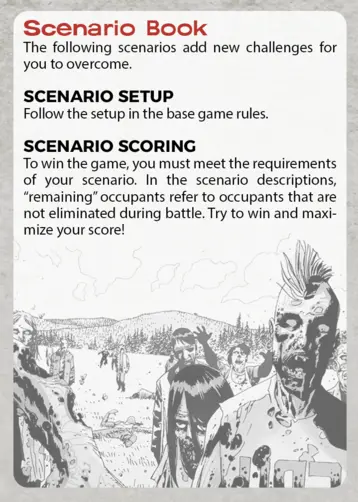 Scenario Book
The following scenarios add new challenges for
you to overcome.
SCENARIO SETUP
Follow the setup in the base game rules.
SCENARIO SCORING
To win the game, you must meet the requirements
of your scenario. In the scenario descriptions,
“remaining” occupants refer to occupants that are
not eliminated during battle. Try to win and maxi-
mize your score!